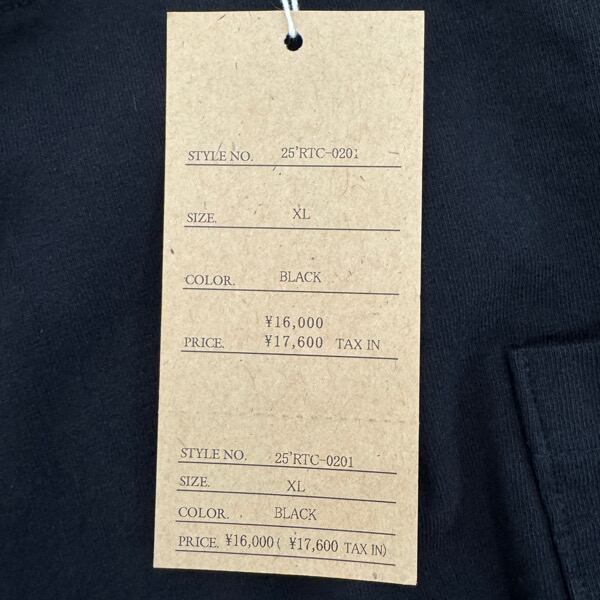 STYLE NO. 25'RTC-0201
SIZE. XL
COLOR. BLACK
¥16,000
PRICE. ¥17,600 TAX IN
STYLE NO. 25'RTC-0201
SIZE. XL
COLOR. BLACK
PRICE. ¥16,000 ( ¥17,600 TAX IN)